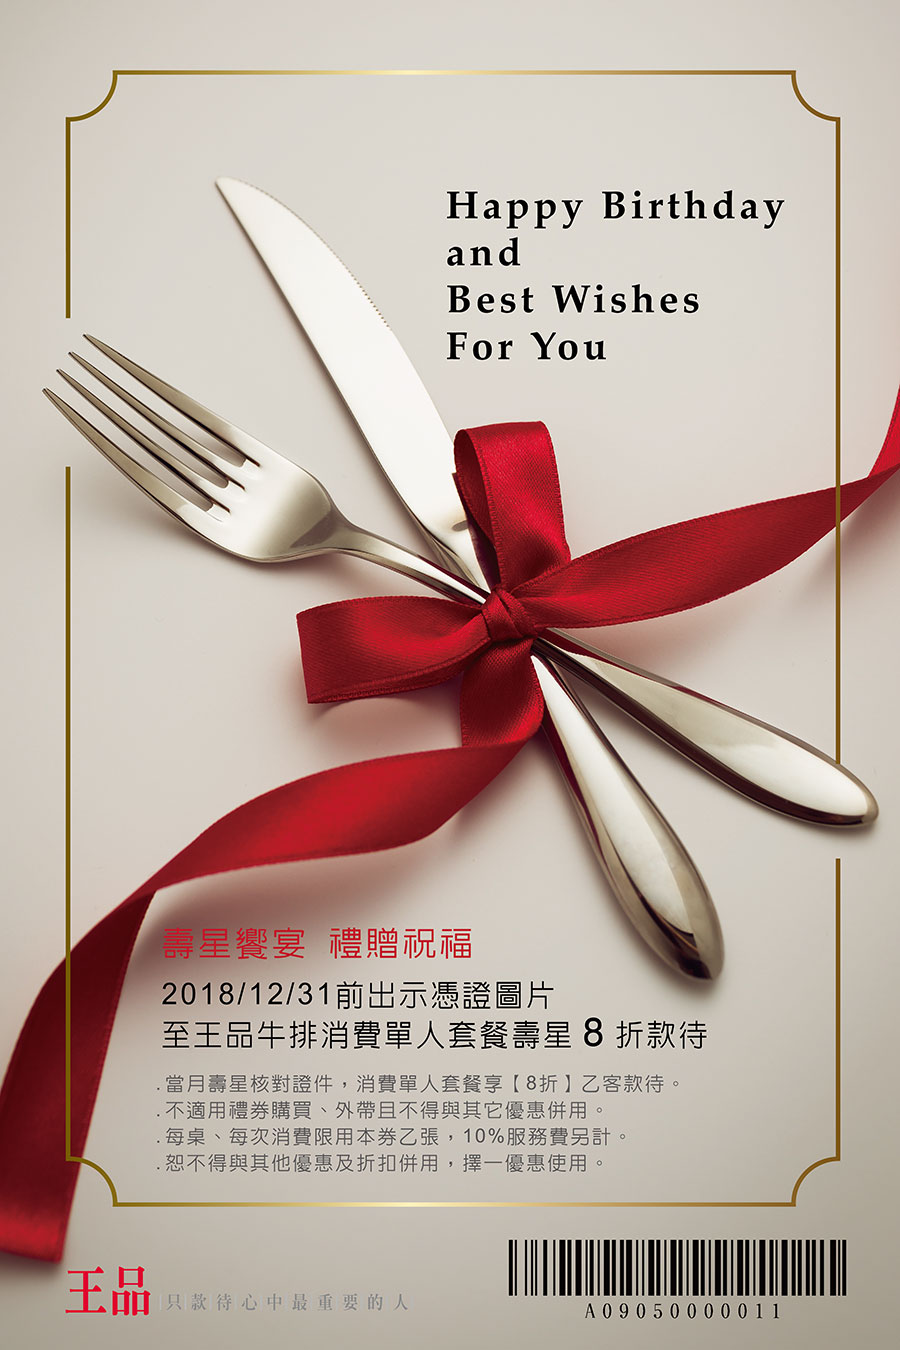 Happy Birthday
and
Best Wishes
For You
壽星饗宴 禮贈祝福
2018/12/31前出示憑證圖片
至王品牛排消費單人套餐壽星 8 折款待
.當月壽星核對證件，消費單人套餐享【8折】乙客款待。
.不適用禮券購買、外帶且不得與其它優惠併用。
.每桌、每次消費限用本券乙張，10%服務費另計。
.恕不得與其他優惠及折扣併用，擇一優惠使用。
A09050000011
王品 只款待心中最重要的人